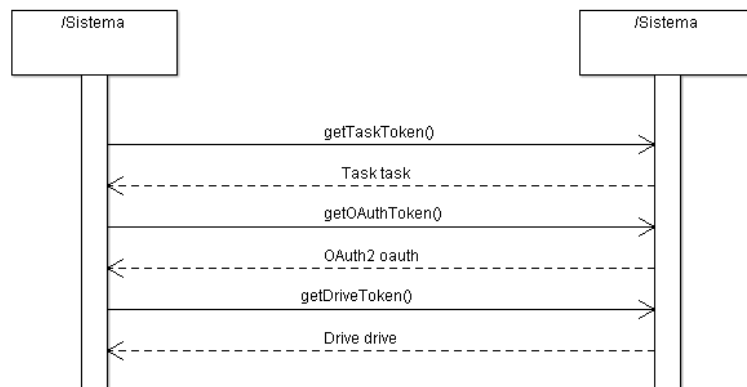 /Sistema
/Sistema
getTaskToken()
Task task
getOAuthToken()
OAuth2 oauth
getDriveToken()
Drive drive